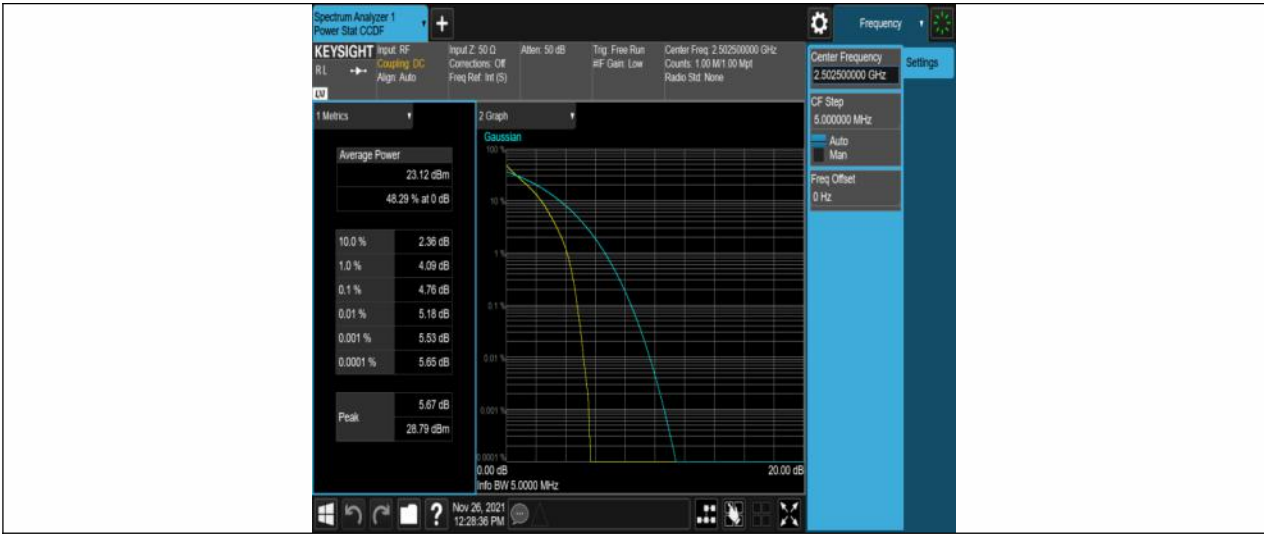 Spectrum Analyzer 1
Power Stat CCDF
+
Frequency
KEYSIGHT
RL
LV
Input: RF
Coupling: DC
Align: Auto
Input Z: 50 Ω
Corrections: Off
Freq Ref: Int (S)
Atten: 50 dB
Trig: Free Run
#IF Gain: Low
Center Freq: 2.502500000 GHz
Counts: 1.00 M/1.00 Mpt
Radio Std: None
Center Frequency
2.502500000 GHz
Settings
CF Step
5.000000 MHz
Auto
Man
Freq Offset
0 Hz
1 Metrics
Average Power
23.12 dBm
48.29 % at 0 dB
10.0 % 2.36 dB
1.0 % 4.09 dB
0.1 % 4.76 dB
0.01 % 5.18 dB
0.001 % 5.53 dB
0.0001 % 5.65 dB
Peak
5.67 dB
28.79 dBm
2 Graph
Gaussian
100 %
10 %
1 %
0.1 %
0.01 %
0.001 %
0.0001 %
0.00 dB 20.00 dB
Info BW 5.0000 MHz
?
Nov 26, 2021
12:28:36 PM